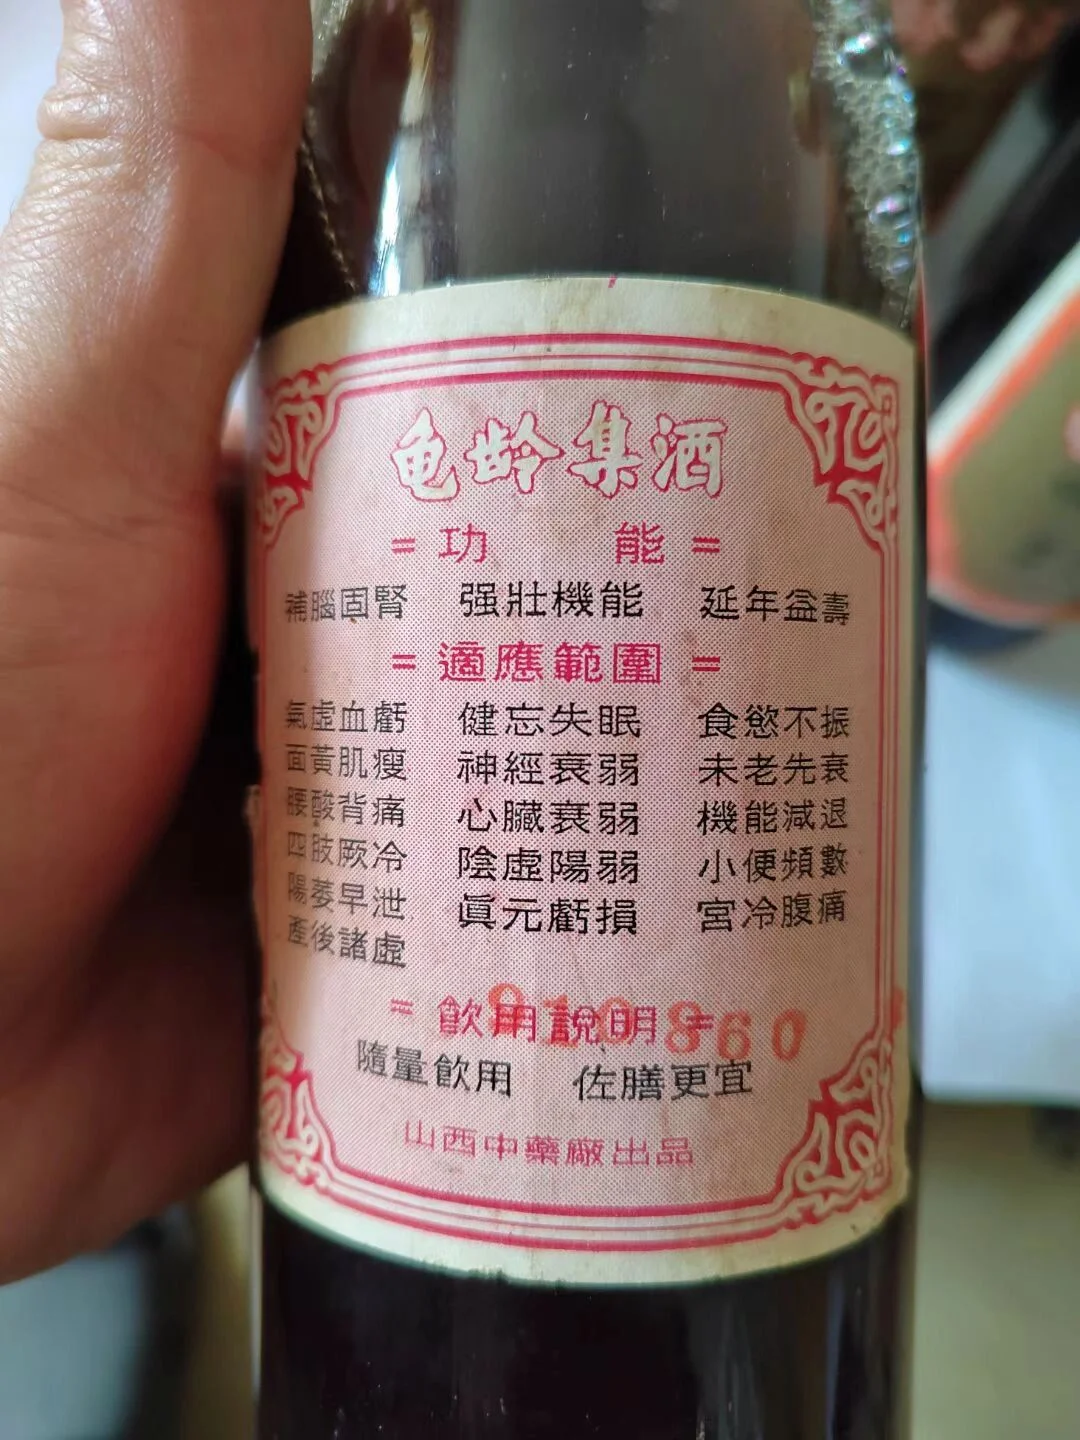 龟龄集酒
=功 能=
補腦固腎 强壯機能 延年益壽
=適應範圍=
氣虛血虧 健忘失眠 食慾不振
面黃肌瘦 神經衰弱 未老先衰
腰酸背痛 心臟衰弱 機能減退
四肢厥冷 陰虛陽弱 小便頻數
陽萎早泄 眞元虧損 宮冷腹痛
產後諸虛
=飲用說明=
910860
隨量飲用 佐膳更宜
山西中藥廠出品